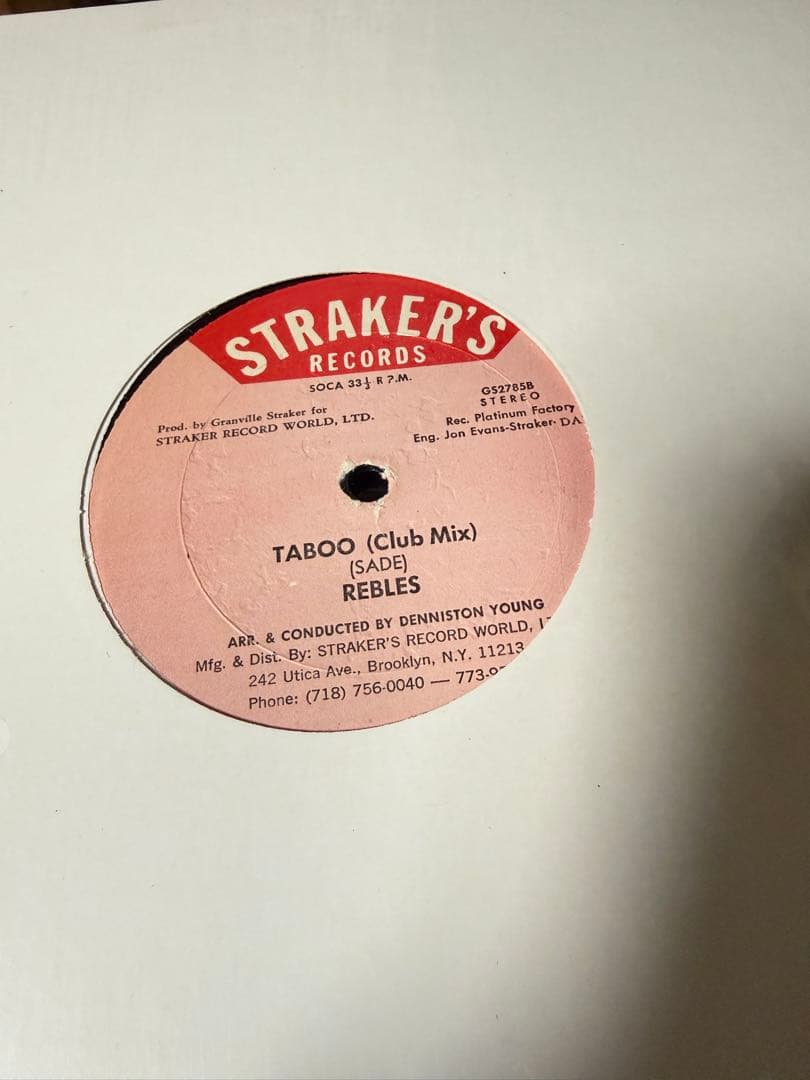 STRAKER'S
RECORDS
SOCA 33⅓ R ?.M.
GS2785B
STEREO
Prod. by Granville Straker for
STRAKER RECORD WORLD, LTD.
Rec. Platinum Factory
Eng. Jon Evans-Straker- DA
TABOO (Club Mix)
(SADE)
REBLES
ARR. & CONDUCTED BY DENNISTON YOUNG
Mfg. & Dist. By: STRAKER'S RECORD WORLD,
242 Utica Ave., Brooklyn, N.Y. 11213
Phone: (718) 756-0040 — 773-